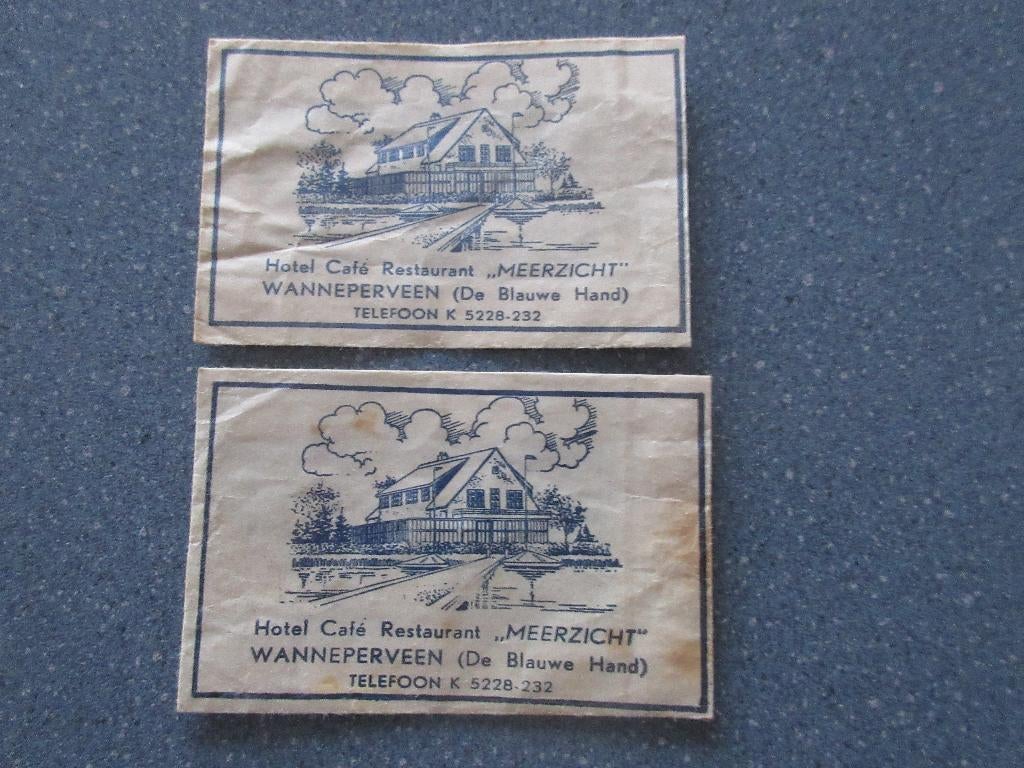 Hotel Café Restaurant „MEERZICHT"
WANNEPERVEEN (De Blauwe Hand)
TELEFOON K 5228-232
Hotel Café Restaurant „MEERZICHT"
WANNEPERVEEN (De Blauwe Hand)
TELEFOON K 5228-232